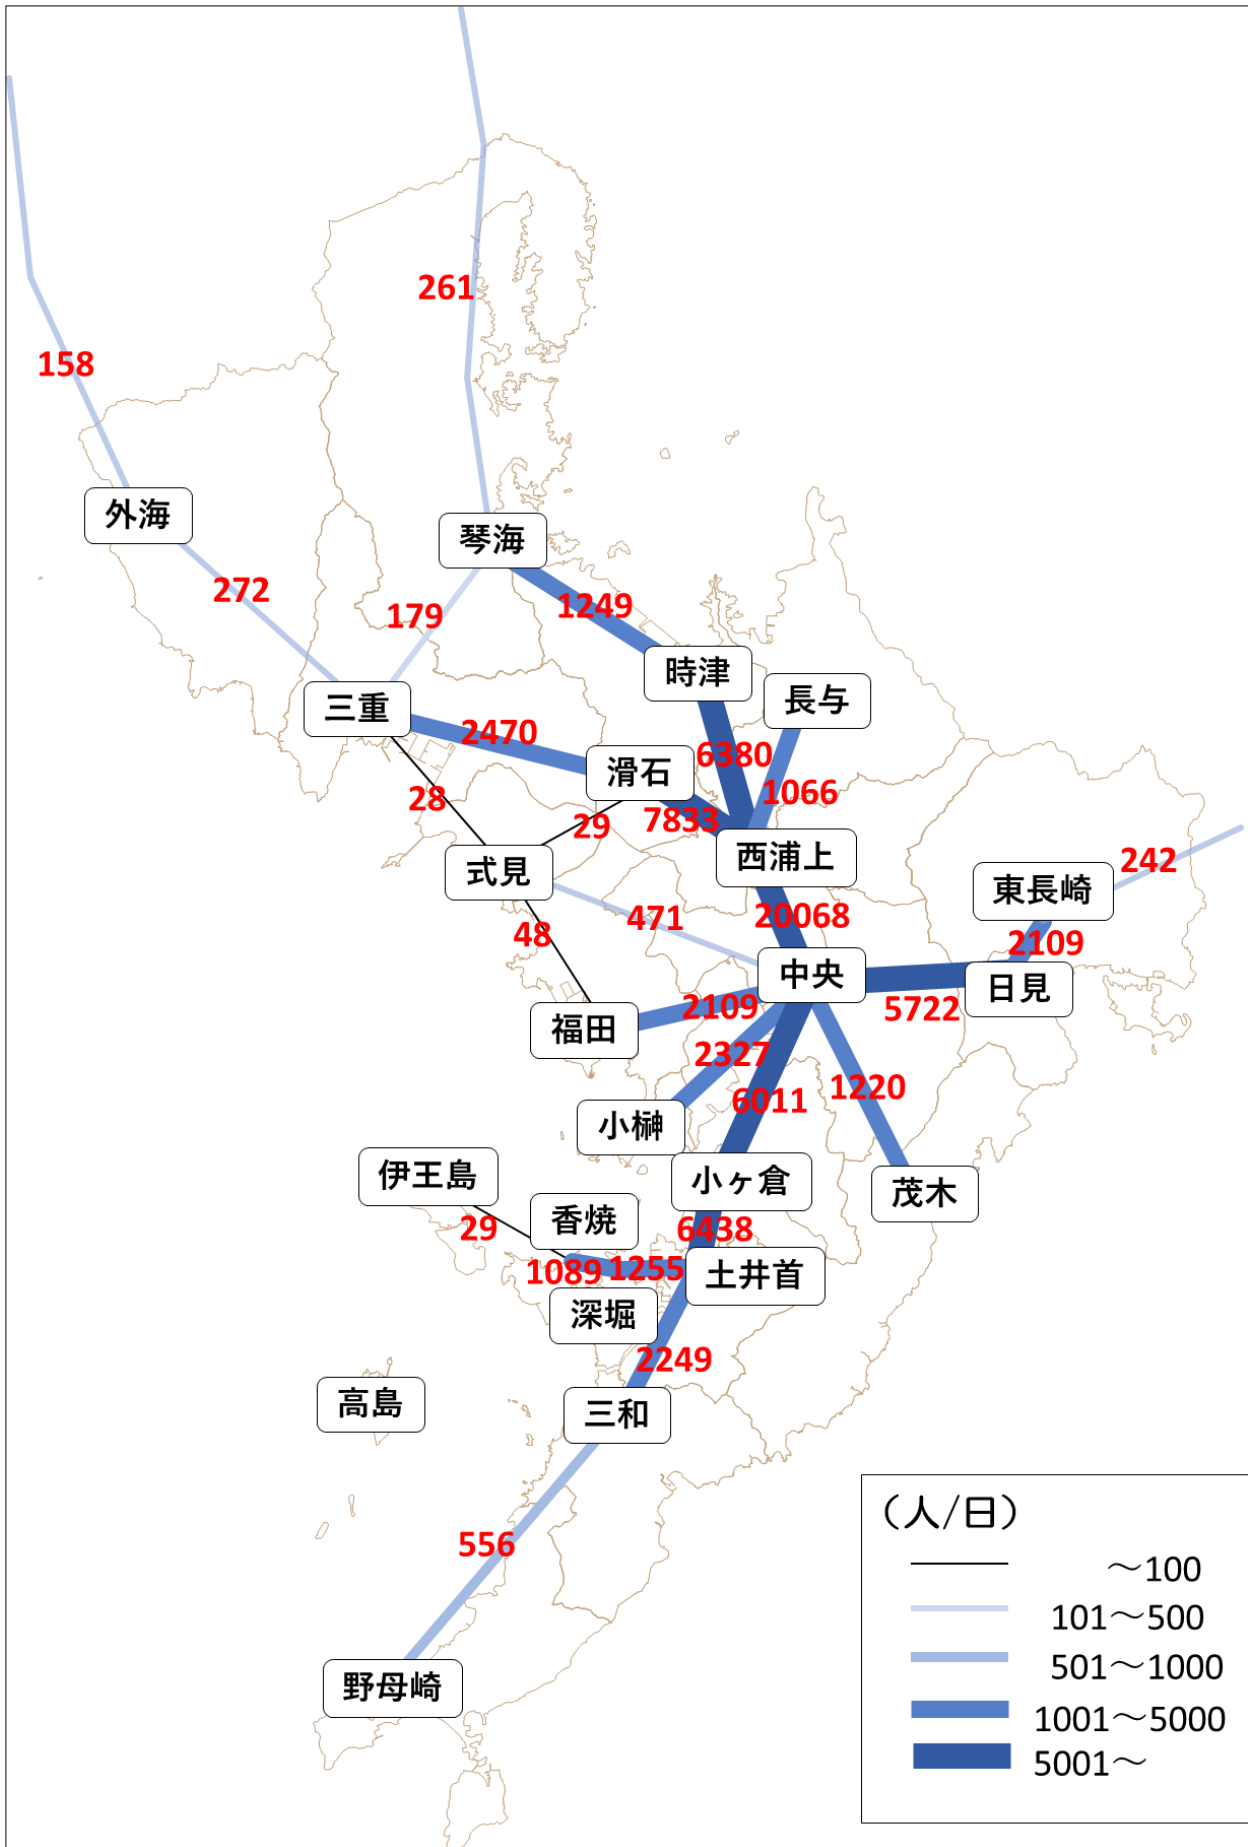 261
158
外海
琴海
272
179
1249
時津
三重
長与
2470
6380
滑石
28
1066
7833
29
西浦上
242
式見
東長崎
471
20068
48
2109
中央
日見
2109
5722
福田
2327
1220
6011
小榊
伊王島
小ヶ倉
茂木
香焼
29
6438
1089
1255
土井首
深堀
2249
高島
三和
556
野母崎
（人/日）
～100
101～500
501～1000
1001～5000
5001～